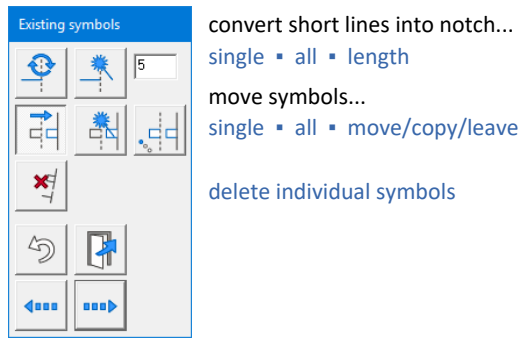 Existing symbols
5
convert short lines into notch...
single ▪ all ▪ length
move symbols...
single ▪ all ▪ move/copy/leave
delete individual symbols